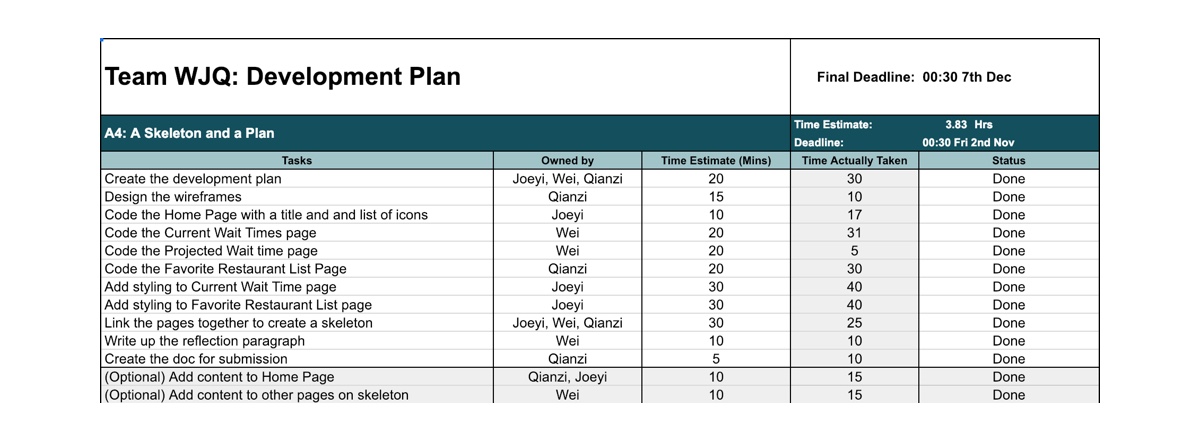 Team WJQ: Development Plan
Final Deadline: 00:30 7th Dec
A4: A Skeleton and a Plan
Time Estimate: 3.83 Hrs
Deadline: 00:30 Fri 2nd Nov
Tasks Owned by Time Estimate (Mins) Time Actually Taken Status
Create the development plan Joeyi, Wei, Qianzi 20 30 Done
Design the wireframes Qianzi 15 10 Done
Code the Home Page with a title and and list of icons Joeyi 10 17 Done
Code the Current Wait Times page Wei 20 31 Done
Code the Projected Wait time page Wei 20 5 Done
Code the Favorite Restaurant List Page Qianzi 20 30 Done
Add styling to Current Wait Time page Joeyi 30 40 Done
Add styling to Favorite Restaurant List page Joeyi 30 40 Done
Link the pages together to create a skeleton Joeyi, Wei, Qianzi 30 25 Done
Write up the reflection paragraph Wei 10 10 Done
Create the doc for submission Qianzi 5 10 Done
(Optional) Add content to Home Page Qianzi, Joeyi 10 15 Done
(Optional) Add content to other pages on skeleton Wei 10 15 Done